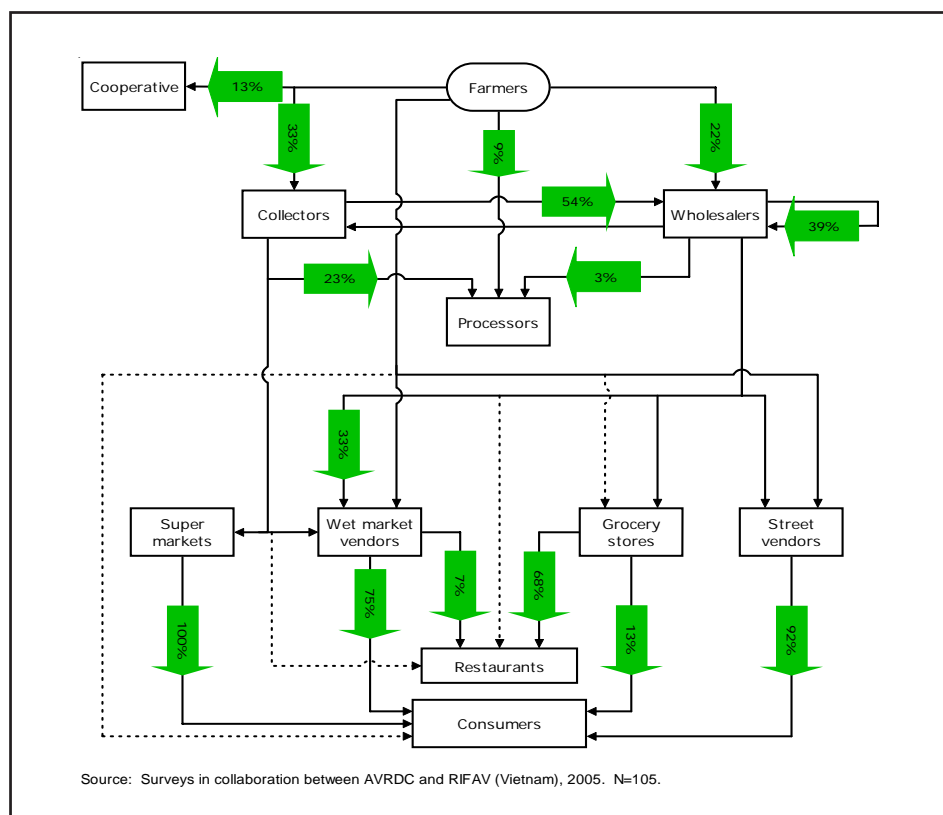 Cooperative
13%
Farmers
33%
9%
22%
Collectors
54%
Wholesalers
39%
23%
3%
Processors
33%
Super
markets
Wet market
vendors
Grocery
stores
Street
vendors
100%
75%
7%
68%
13%
92%
Restaurants
Consumers
Source: Surveys in collaboration between AVRDC and RIFAV (Vietnam), 2005. N=105.